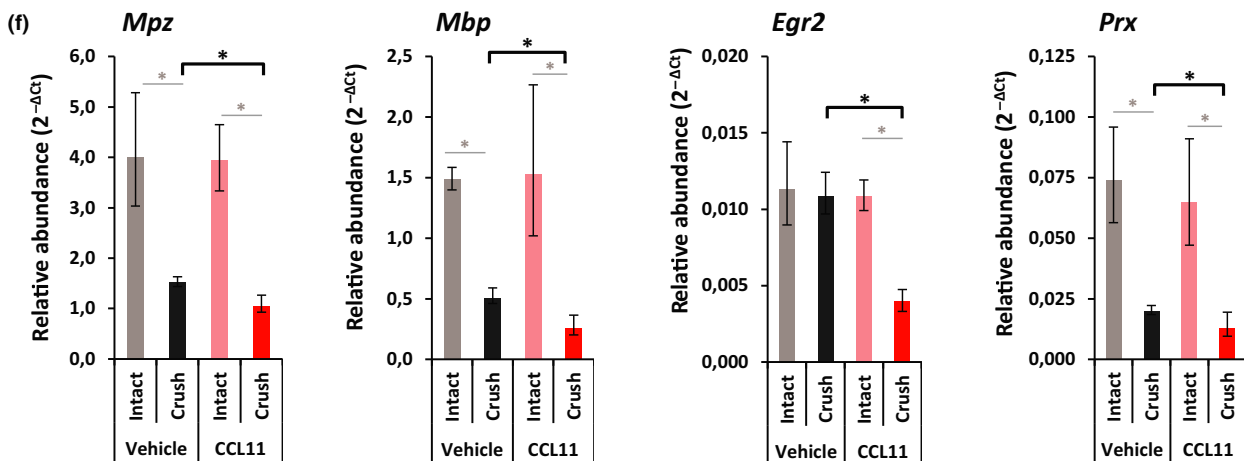 (f)
Mpz
Relative abundance (2⁻ΔCt)
6,0
5,0
4,0
3,0
2,0
1,0
0,0
*
*
*
Intact
Crush
Intact
Crush
Vehicle
CCL11
Mbp
Relative abundance (2⁻ΔCt)
2,5
2,0
1,5
1,0
0,5
0,0
*
*
*
Intact
Crush
Intact
Crush
Vehicle
CCL11
Egr2
Relative abundance (2⁻ΔCt)
0,020
0,015
0,010
0,005
0,000
*
*
Intact
Crush
Intact
Crush
Vehicle
CCL11
Prx
Relative abundance (2⁻ΔCt)
0,125
0,100
0,075
0,050
0,025
0,000
*
*
*
Intact
Crush
Intact
Crush
Vehicle
CCL11